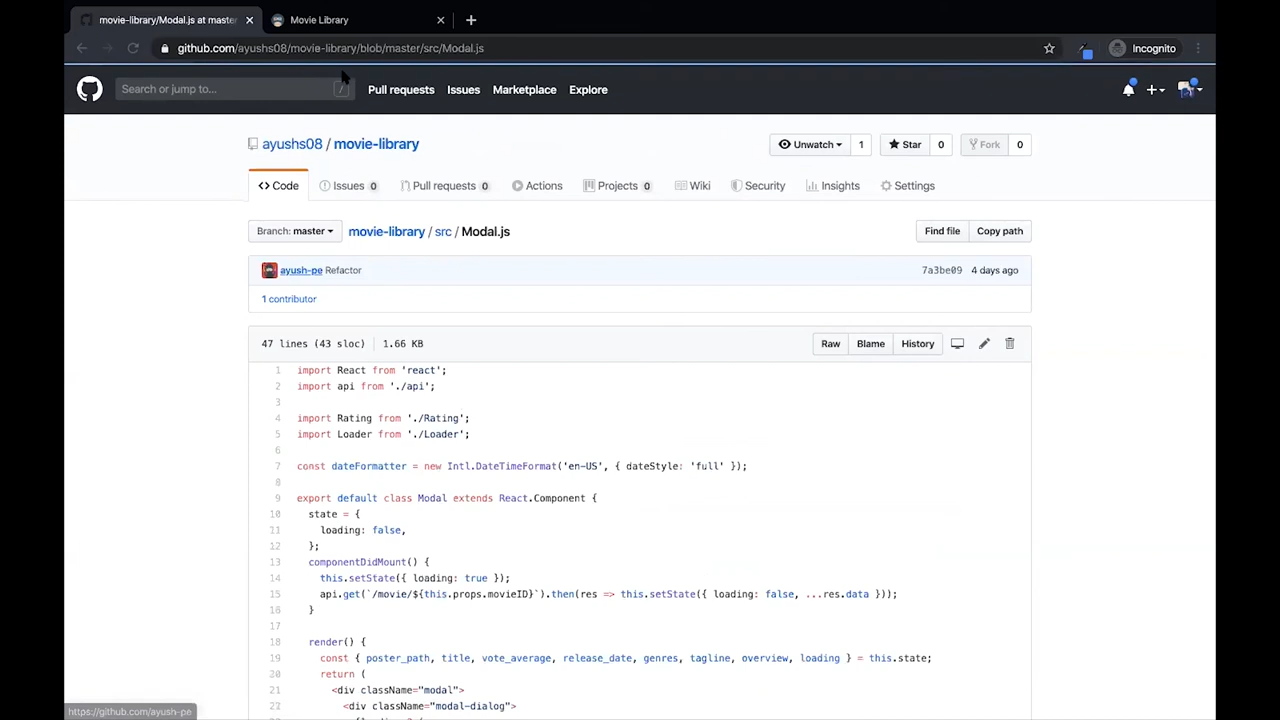 movie-library/Modal.js at master
Movie Library
github.com/ayushs08/movie-library/blob/master/src/Modal.js
Incognito
Search or jump to...
/
Pull requests
Issues
Marketplace
Explore
ayushs08 / movie-library
Unwatch 1
Star 0
Fork 0
Code
Issues 0
Pull requests 0
Actions
Projects 0
Wiki
Security
Insights
Settings
Branch: master
movie-library / src / Modal.js
Find file
Copy path
ayush-pe Refactor
7a3be09 4 days ago
1 contributor
47 lines (43 sloc) 1.66 KB
Raw
Blame
History
1 import React from 'react';
2 import api from './api';
3
4 import Rating from './Rating';
5 import Loader from './Loader';
6
7 const dateFormatter = new Intl.DateTimeFormat('en-US', { dateStyle: 'full' });
8
9 export default class Modal extends React.Component {
10 state = {
11 loading: false,
12 };
13 componentDidMount() {
14 this.setState({ loading: true });
15 api.get(`/movie/${this.props.movieID}`).then(res => this.setState({ loading: false, ...res.data }));
16 }
17
18 render() {
19 const { poster_path, title, vote_average, release_date, genres, tagline, overview, loading } = this.state;
20 return (
21 <div className="modal">
22 <div className="modal-dialog">
https://github.com/ayush-pe